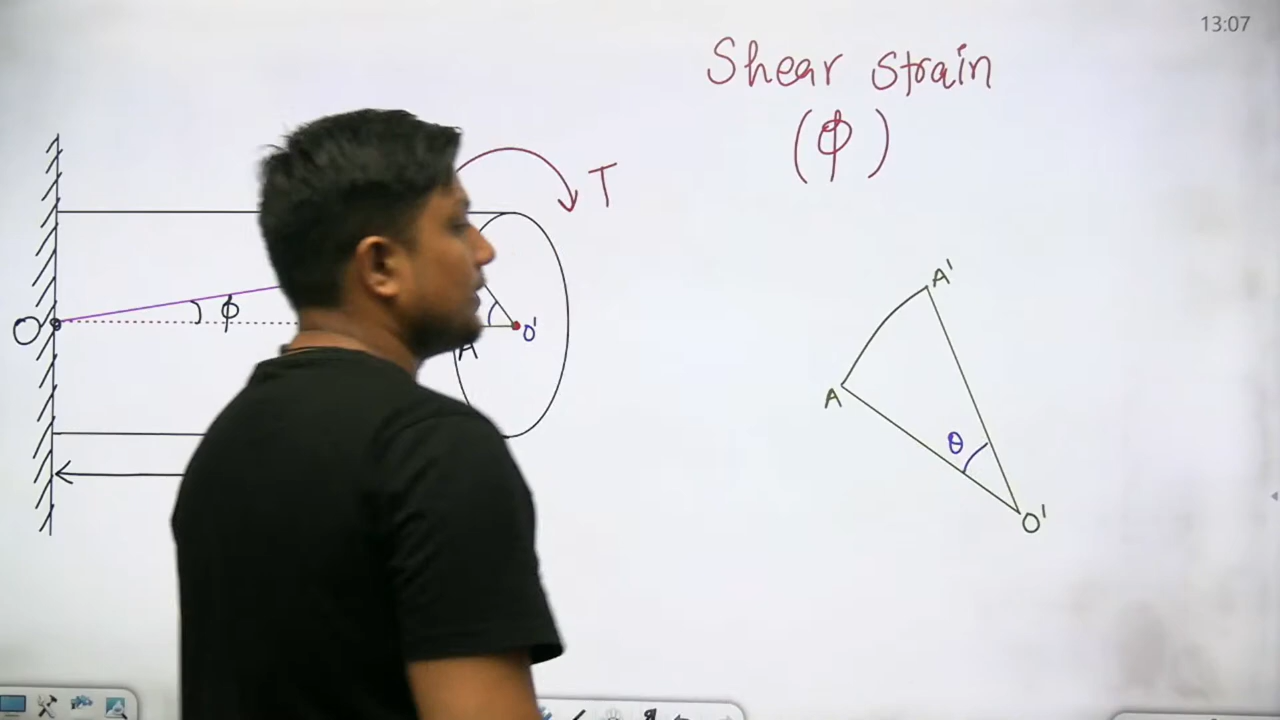 13:07
Shear strain
(ϕ)
T
A'
O
ϕ
O'
A
A
θ
O'